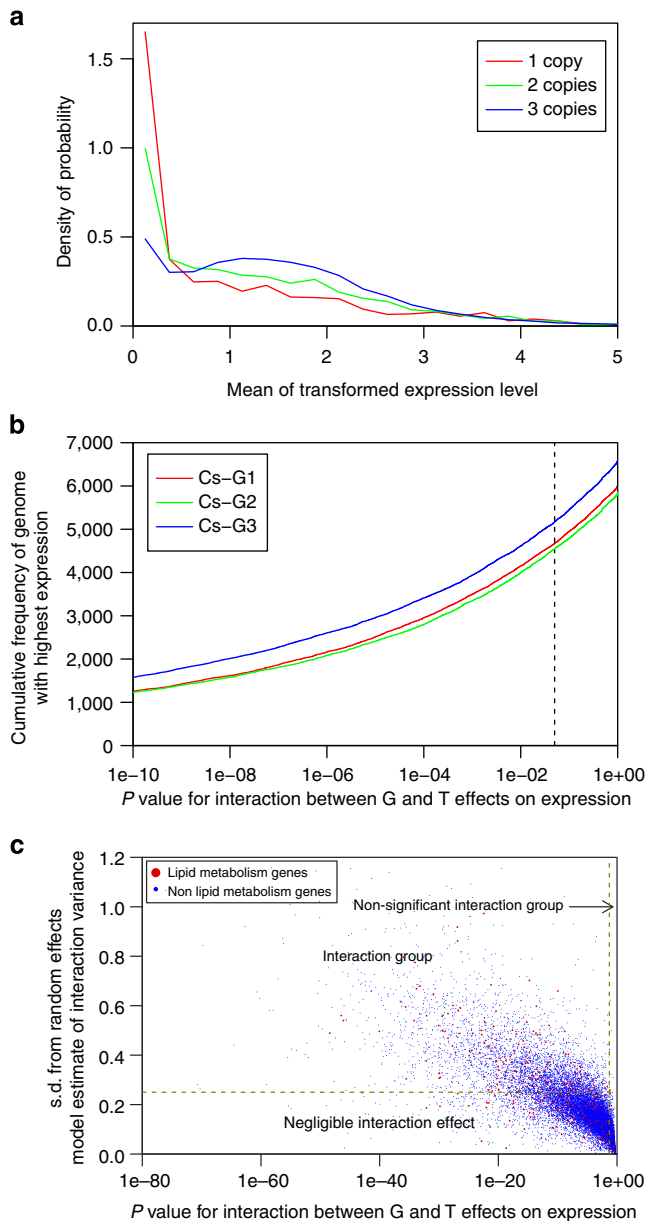 a
Density of probability
1.5
1.0
0.5
0.0
1 copy
2 copies
3 copies
0 1 2 3 4 5
Mean of transformed expression level
b
Cumulative frequency of genome
with highest expression
7,000
6,000
5,000
4,000
3,000
2,000
1,000
0
Cs–G1
Cs–G2
Cs–G3
1e–10 1e–08 1e–06 1e–04 1e–02 1e+00
P value for interaction between G and T effects on expression
c
s.d. from random effects
model estimate of interaction variance
1.2
1.0
0.8
0.6
0.4
0.2
0.0
Lipid metabolism genes
Non lipid metabolism genes
Non-significant interaction group
Interaction group
Negligible interaction effect
1e–80 1e–60 1e–40 1e–20 1e+00
P value for interaction between G and T effects on expression